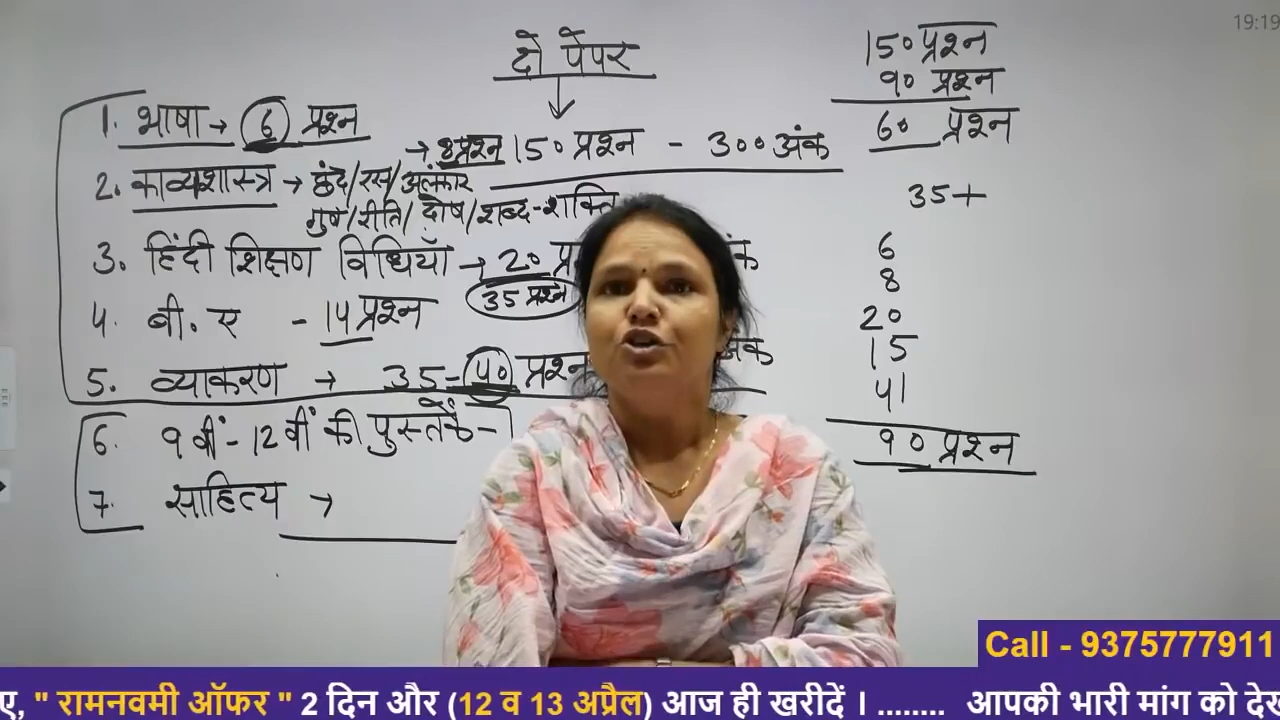 19:19
दो पेपर
150 प्रश्न
90 प्रश्न
60 प्रश्न
1. भाषा → 6 प्रश्न
→ 8 प्रश्न 150 प्रश्न - 300 अंक
2. काव्यशास्त्र → छंद/रस/अलंकार
गुण/रीति/दोष/शब्द-शक्ति
35+
3. हिंदी शिक्षण विधियाँ → 20
35 प्रश्न
4. बी. ए - 14 प्रश्न
5. व्याकरण → 35-40 प्रश्न
6. 9 वीं - 12 वीं की पुस्तकें -
7. साहित्य →
6
8
20
15
41
90 प्रश्न
Call - 9375777911
ए, " रामनवमी ऑफर " 2 दिन और (12 व 13 अप्रैल) आज ही खरीदें । ........ आपकी भारी मांग को देख